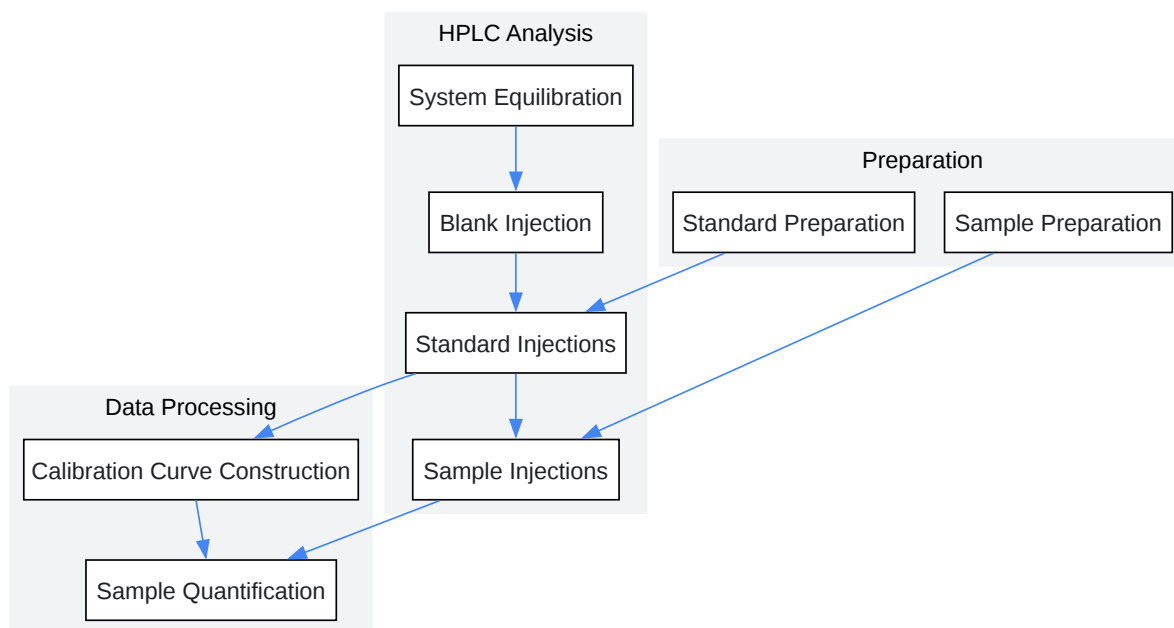 HPLC Analysis
System Equilibration
Preparation
Blank Injection
Standard Preparation
Sample Preparation
Standard Injections
Data Processing
Calibration Curve Construction
Sample Injections
Sample Quantification